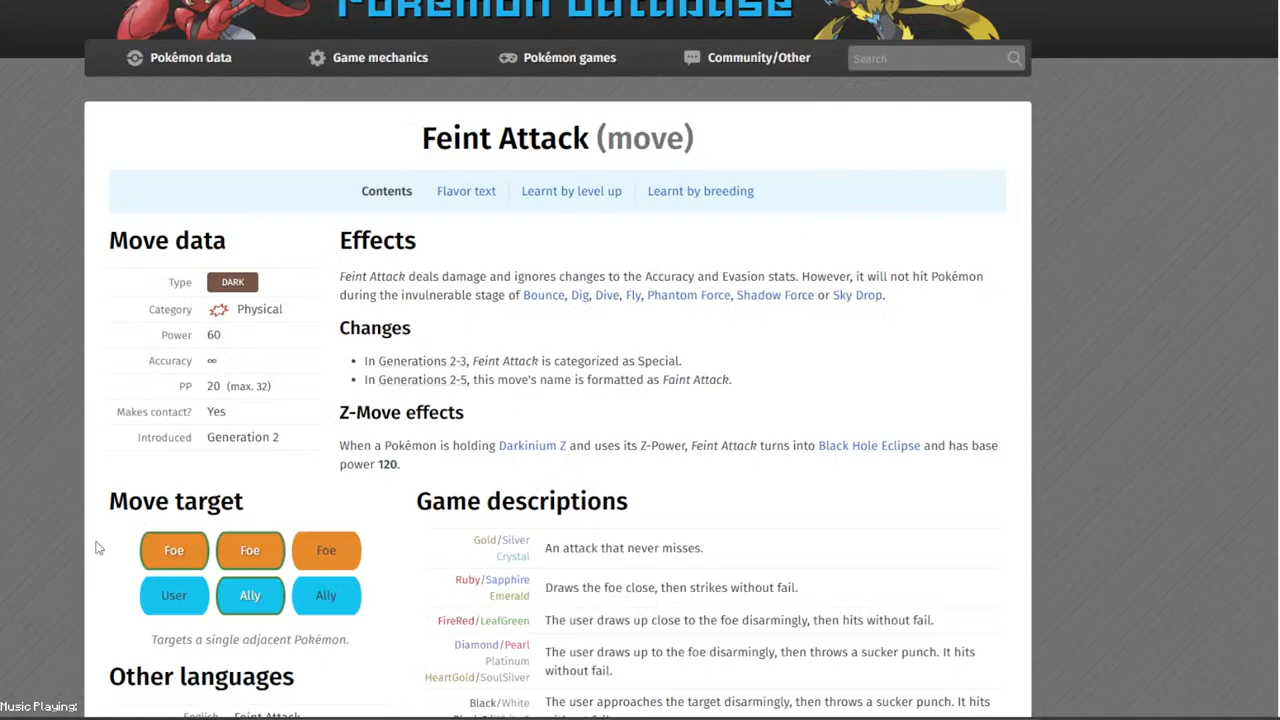 Pokémon Database
Pokémon data
Game mechanics
Pokémon games
Community/Other
Search
Feint Attack (move)
Contents
Flavor text
Learnt by level up
Learnt by breeding
Move data
Type DARK
Category Physical
Power 60
Accuracy ∞
PP 20 (max. 32)
Makes contact? Yes
Introduced Generation 2
Effects
Feint Attack deals damage and ignores changes to the Accuracy and Evasion stats. However, it will not hit Pokémon
during the invulnerable stage of Bounce, Dig, Dive, Fly, Phantom Force, Shadow Force or Sky Drop.
Changes
• In Generations 2-3, Feint Attack is categorized as Special.
• In Generations 2-5, this move's name is formatted as Faint Attack.
Z-Move effects
When a Pokémon is holding Darkinium Z and uses its Z-Power, Feint Attack turns into Black Hole Eclipse and has base
power 120.
Move target
Foe Foe Foe
User Ally Ally
Targets a single adjacent Pokémon.
Other languages
English Feint Attack
Game descriptions
Gold/Silver
Crystal
An attack that never misses.
Ruby/Sapphire
Emerald
Draws the foe close, then strikes without fail.
FireRed/LeafGreen The user draws up close to the foe disarmingly, then hits without fail.
Diamond/Pearl
Platinum
HeartGold/SoulSilver
The user draws up to the foe disarmingly, then throws a sucker punch. It hits
without fail.
Black/White
The user approaches the target disarmingly, then throws a sucker punch. It hits
Music Playing: